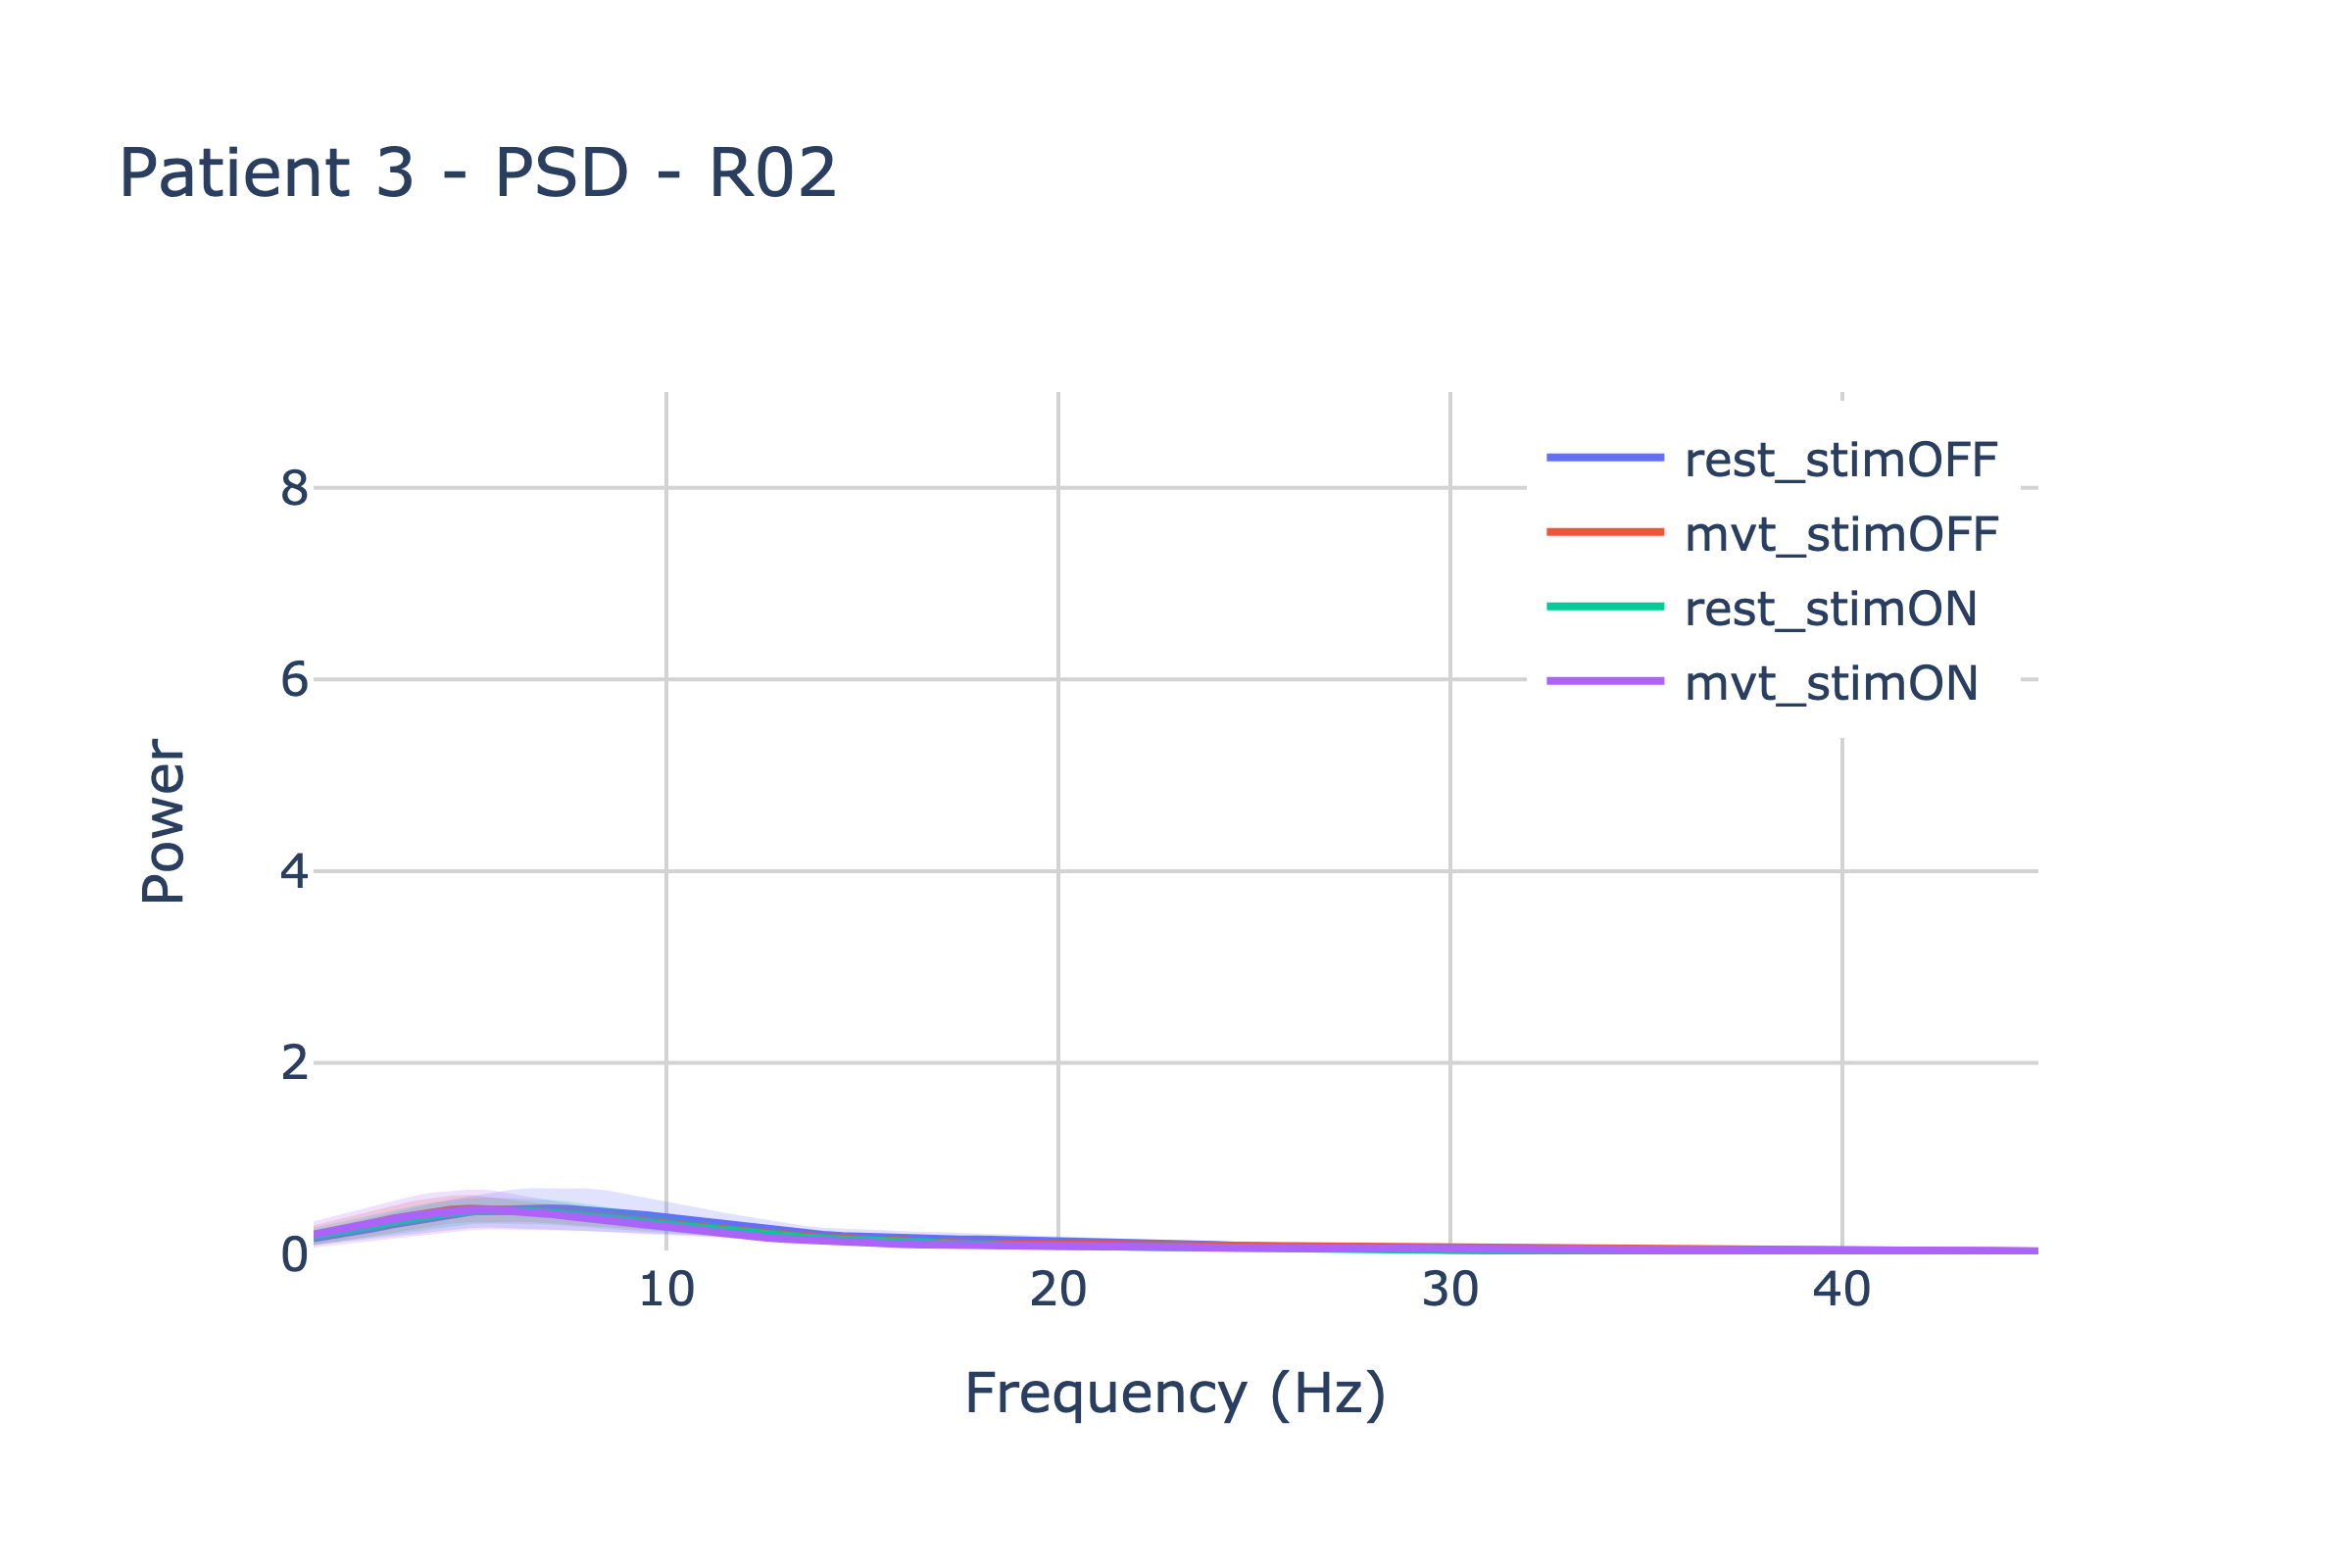 Patient 3 - PSD - R02
rest_stimOFF
mvt_stimOFF
rest_stimON
mvt_stimON
8
6
4
2
0
Power
10 20 30 40
Frequency (Hz)